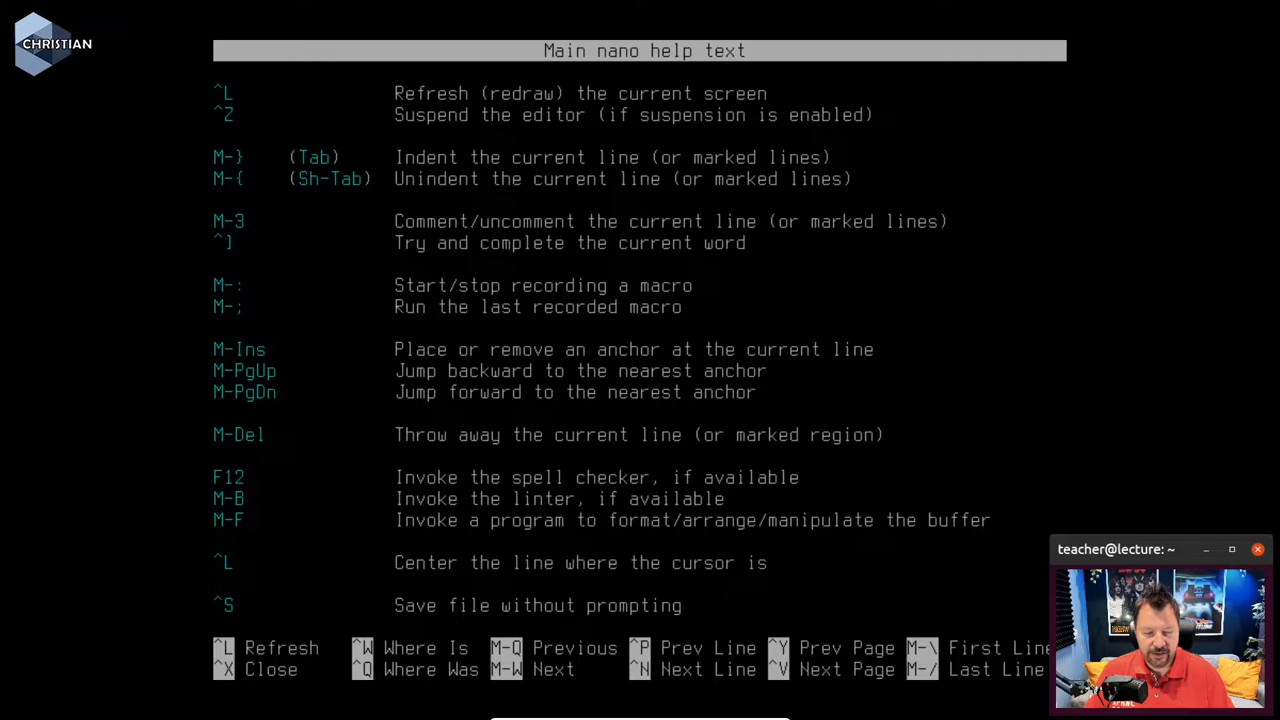 CHRISTIAN
Main nano help text
^L Refresh (redraw) the current screen
^Z Suspend the editor (if suspension is enabled)
M-} (Tab) Indent the current line (or marked lines)
M-{ (Sh-Tab) Unindent the current line (or marked lines)
M-3 Comment/uncomment the current line (or marked lines)
^] Try and complete the current word
M-: Start/stop recording a macro
M-; Run the last recorded macro
M-Ins Place or remove an anchor at the current line
M-PgUp Jump backward to the nearest anchor
M-PgDn Jump forward to the nearest anchor
M-Del Throw away the current line (or marked region)
F12 Invoke the spell checker, if available
M-B Invoke the linter, if available
M-F Invoke a program to format/arrange/manipulate the buffer
^L Center the line where the cursor is
^S Save file without prompting
^L Refresh ^W Where Is M-Q Previous ^P Prev Line ^Y Prev Page M-\ First Line
^X Close ^Q Where Was M-W Next ^N Next Line ^V Next Page M-/ Last Line
teacher@lecture: ~